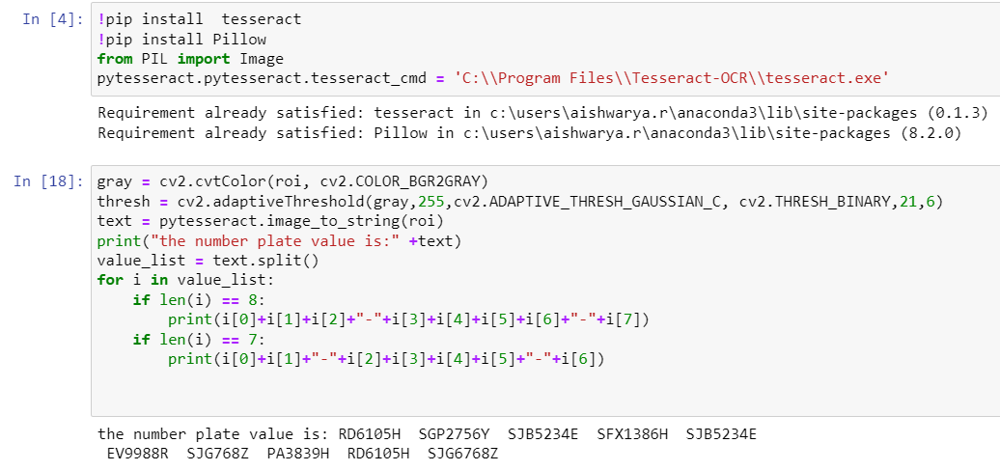 In [4]: !pip install  tesseract
!pip install Pillow
from PIL import Image
pytesseract.pytesseract.tesseract_cmd = 'C:\\Program Files\\Tesseract-OCR\\tesseract.exe'
Requirement already satisfied: tesseract in c:\users\aishwarya.r\anaconda3\lib\site-packages (0.1.3)
Requirement already satisfied: Pillow in c:\users\aishwarya.r\anaconda3\lib\site-packages (8.2.0)
In [18]: gray = cv2.cvtColor(roi, cv2.COLOR_BGR2GRAY)
thresh = cv2.adaptiveThreshold(gray,255,cv2.ADAPTIVE_THRESH_GAUSSIAN_C, cv2.THRESH_BINARY,21,6)
text = pytesseract.image_to_string(roi)
print("the number plate value is:" +text)
value_list = text.split()
for i in value_list:
    if len(i) == 8:
        print(i[0]+i[1]+i[2]+"-"+i[3]+i[4]+i[5]+i[6]+"-"+i[7])
    if len(i) == 7:
        print(i[0]+i[1]+"-"+i[2]+i[3]+i[4]+i[5]+"-"+i[6])
the number plate value is: RD6105H  SGP2756Y  SJB5234E  SFX1386H  SJB5234E
 EV9988R  SJG768Z  PA3839H  RD6105H  SJG6768Z